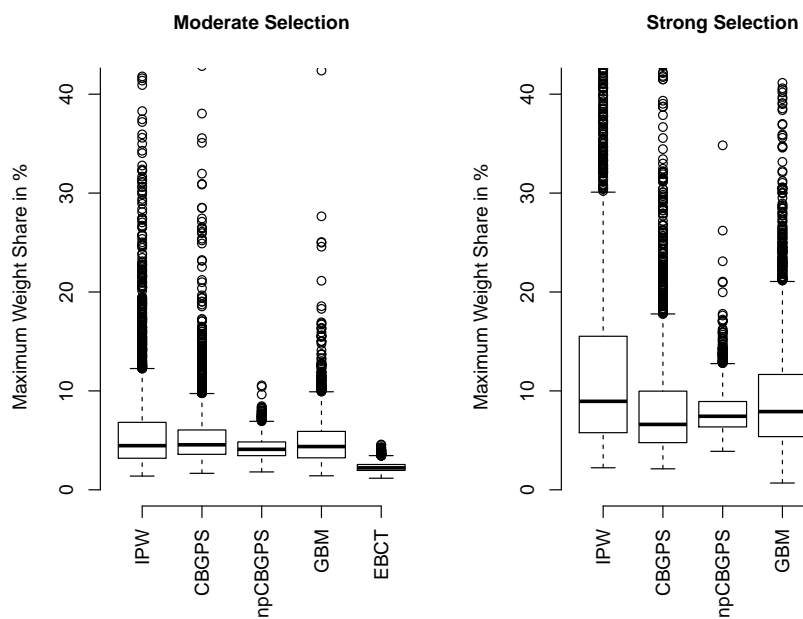 Moderate Selection
Maximum Weight Share in %
40
30
20
10
0
IPW
CBGPS
npCBGPS
GBM
EBCT
Strong Selection
Maximum Weight Share in %
40
30
20
10
0
IPW
CBGPS
npCBGPS
GBM